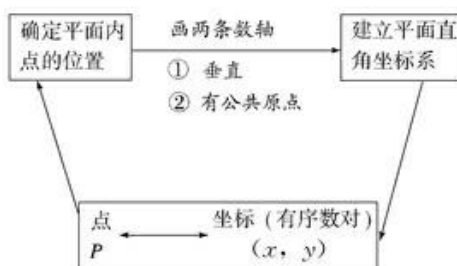 确定平面内
点的位置
画两条数轴
① 垂直
② 有公共原点
建立平面直
角坐标系
点 坐标(有序数对)
P (x, y)